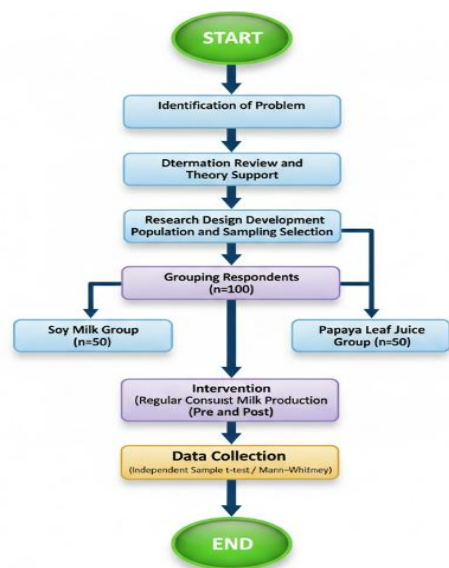 START
Identification of Problem
Dtermation Review and
Theory Support
Research Design Development
Population and Sampling Selection
Grouping Respondents
(n=100)
Soy Milk Group
(n=50)
Papaya Leaf Juice
Group (n=50)
Intervention
(Regular Consuıst Milk Production
(Pre and Post)
Data Collection
(Independent Sample t-test / Mann–Whitney)
END